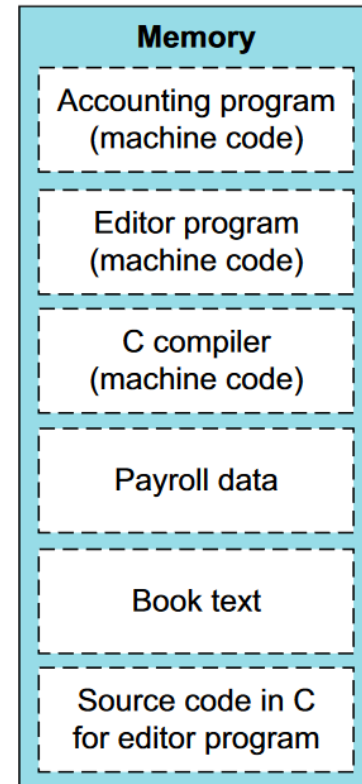 Memory
Accounting program
(machine code)
Editor program
(machine code)
C compiler
(machine code)
Payroll data
Book text
Source code in C
for editor program